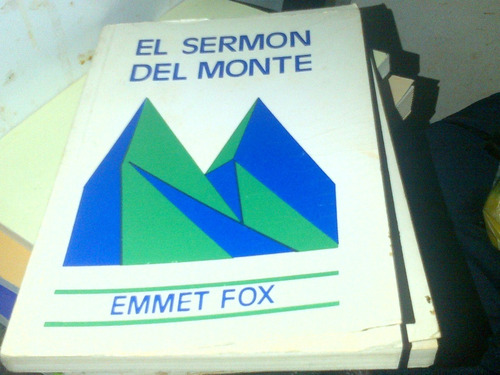 EL SERMON
DEL MONTE
EMMET FOX